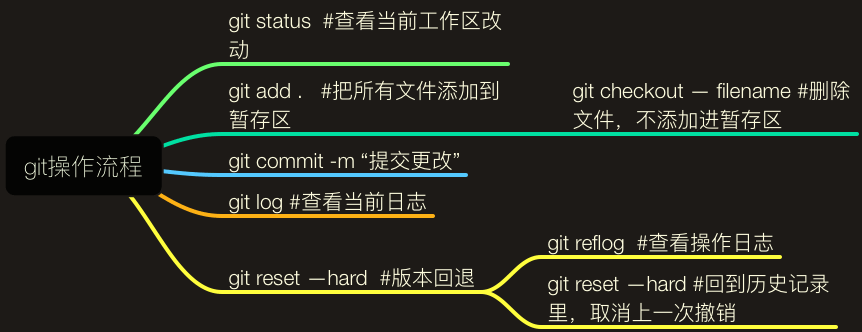 git status  #查看当前工作区改
动
git add .   #把所有文件添加到
暂存区
git checkout — filename #删除
文件，不添加进暂存区
git操作流程
git commit -m “提交更改”
git log #查看当前日志
git reset —hard  #版本回退
git reflog  #查看操作日志
git reset —hard #回到历史记录
里，取消上一次撤销